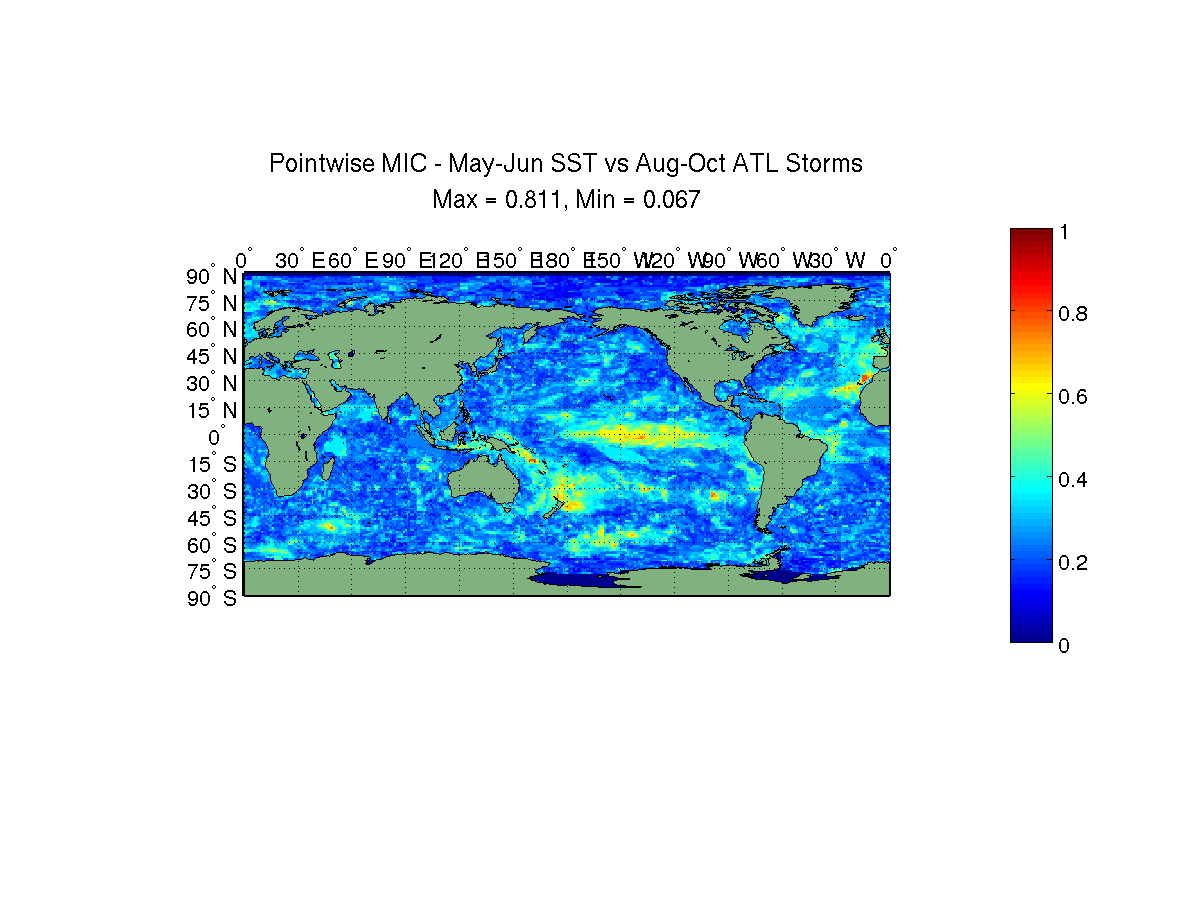 Pointwise MIC - May-Jun SST vs Aug-Oct ATL Storms
Max = 0.811, Min = 0.067
0° 30° E 60° E 90° E 120° E 150° E 180° E 150° W 120° W 90° W 60° W 30° W 0°
90° N
75° N
60° N
45° N
30° N
15° N
0°
15° S
30° S
45° S
60° S
75° S
90° S
1
0.8
0.6
0.4
0.2
0